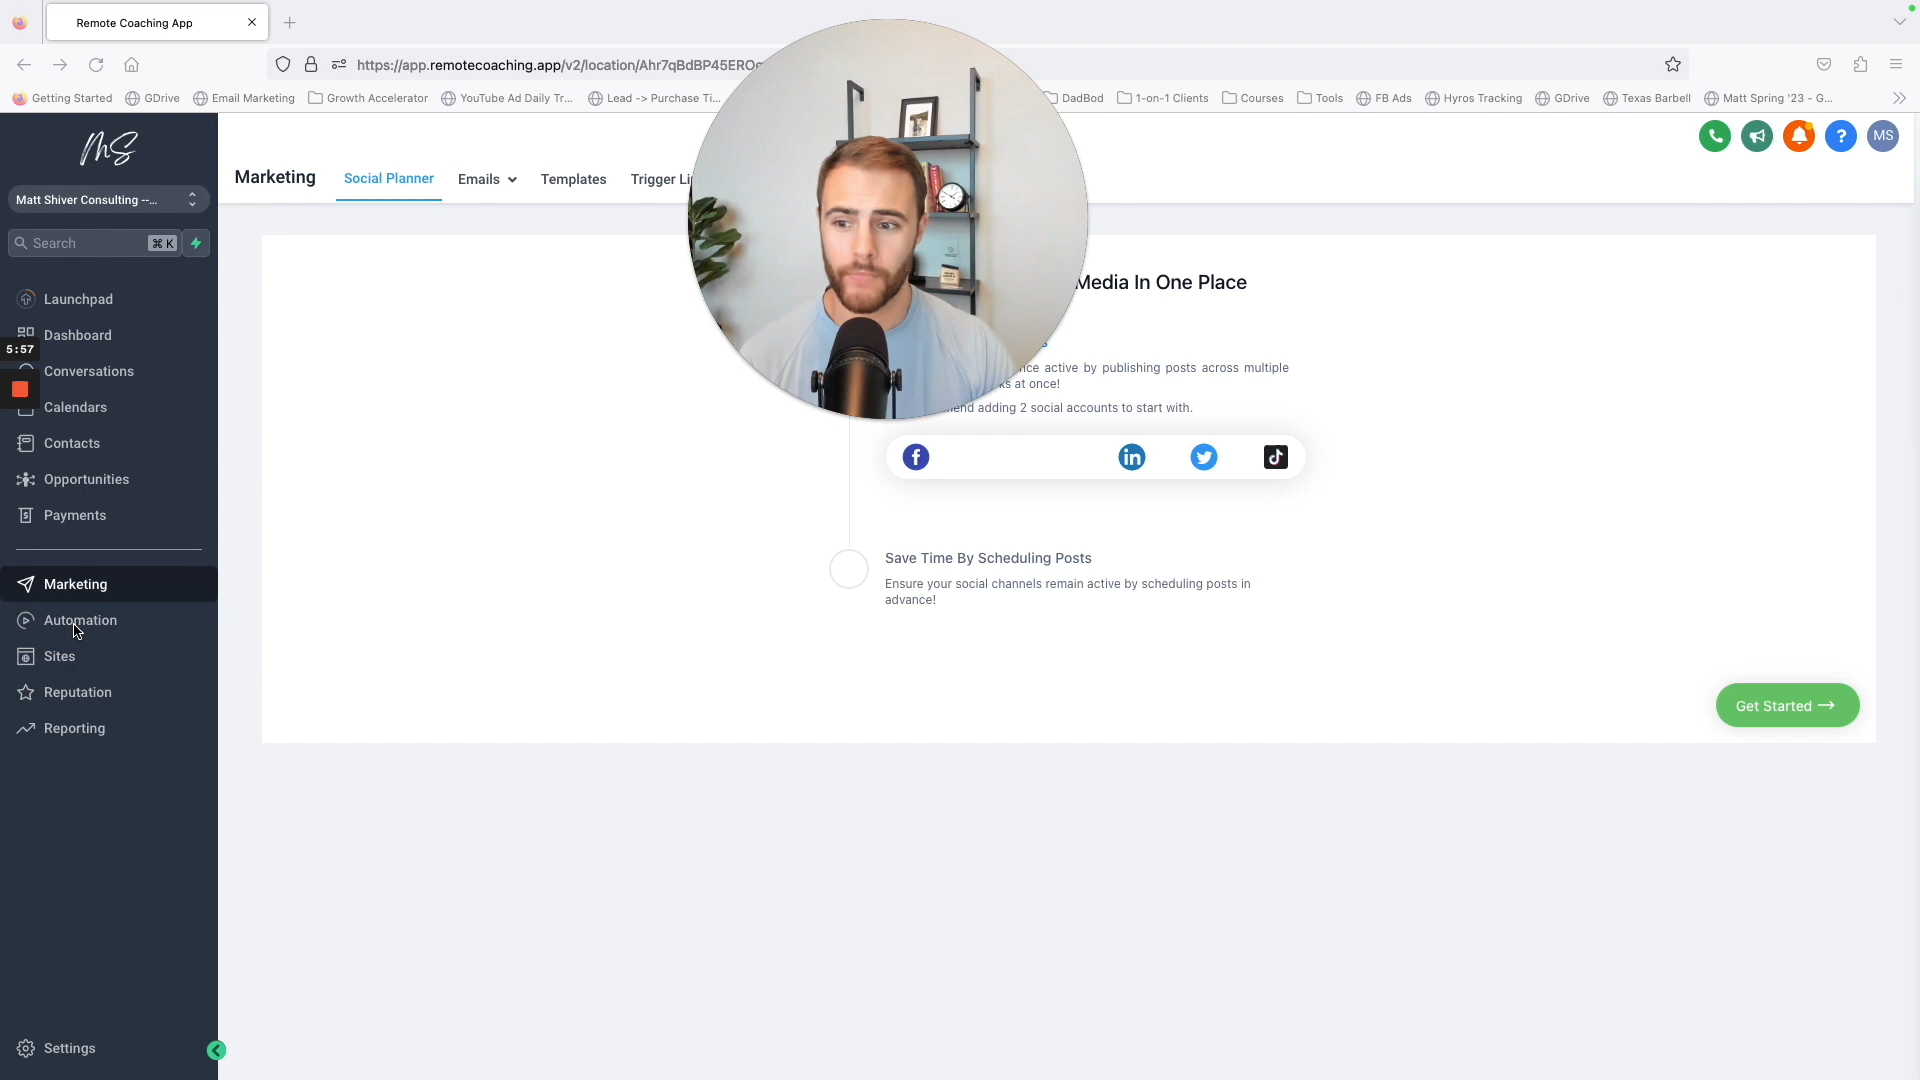 Remote Coaching App
https://app.remotecoaching.app/v2/location/Ahr7qBdBP45ERO
Getting Started
GDrive
Email Marketing
Growth Accelerator
YouTube Ad Daily Tr...
Lead -> Purchase Ti...
DadBod
1-on-1 Clients
Courses
Tools
FB Ads
Hyros Tracking
GDrive
Texas Barbell
Matt Spring '23 - G...
MS
MS
Matt Shiver Consulting --...
Search
⌘ K
Marketing
Social Planner
Emails
Templates
Trigger Li
Launchpad
Dashboard
5:57
Conversations
Calendars
Contacts
Opportunities
Payments
Marketing
Automation
Sites
Reputation
Reporting
Settings
Media In One Place
active by publishing posts across multiple
at once!
adding 2 social accounts to start with.
Save Time By Scheduling Posts
Ensure your social channels remain active by scheduling posts in
advance!
Get Started →